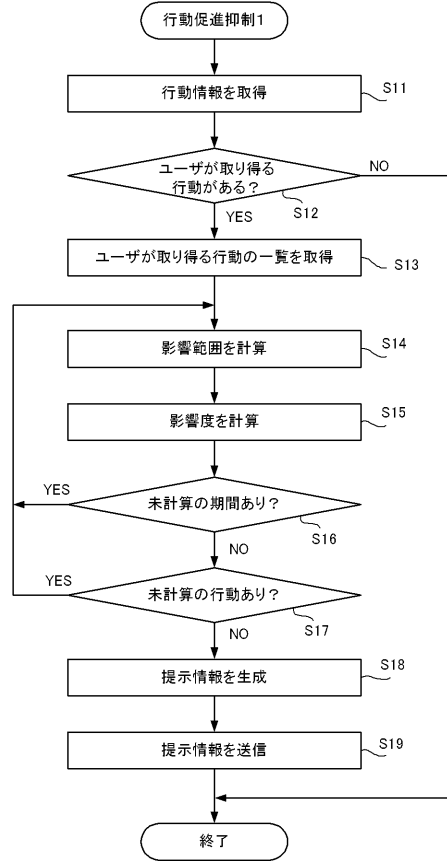 行動促進抑制1
行動情報を取得
S11
ユーザが取り得る
行動がある?
NO
S12
YES
ユーザが取り得る行動の一覧を取得
S13
影響範囲を計算
S14
影響度を計算
S15
YES
未計算の期間あり?
S16
NO
YES
未計算の行動あり?
S17
NO
提示情報を生成
S18
提示情報を送信
S19
終了